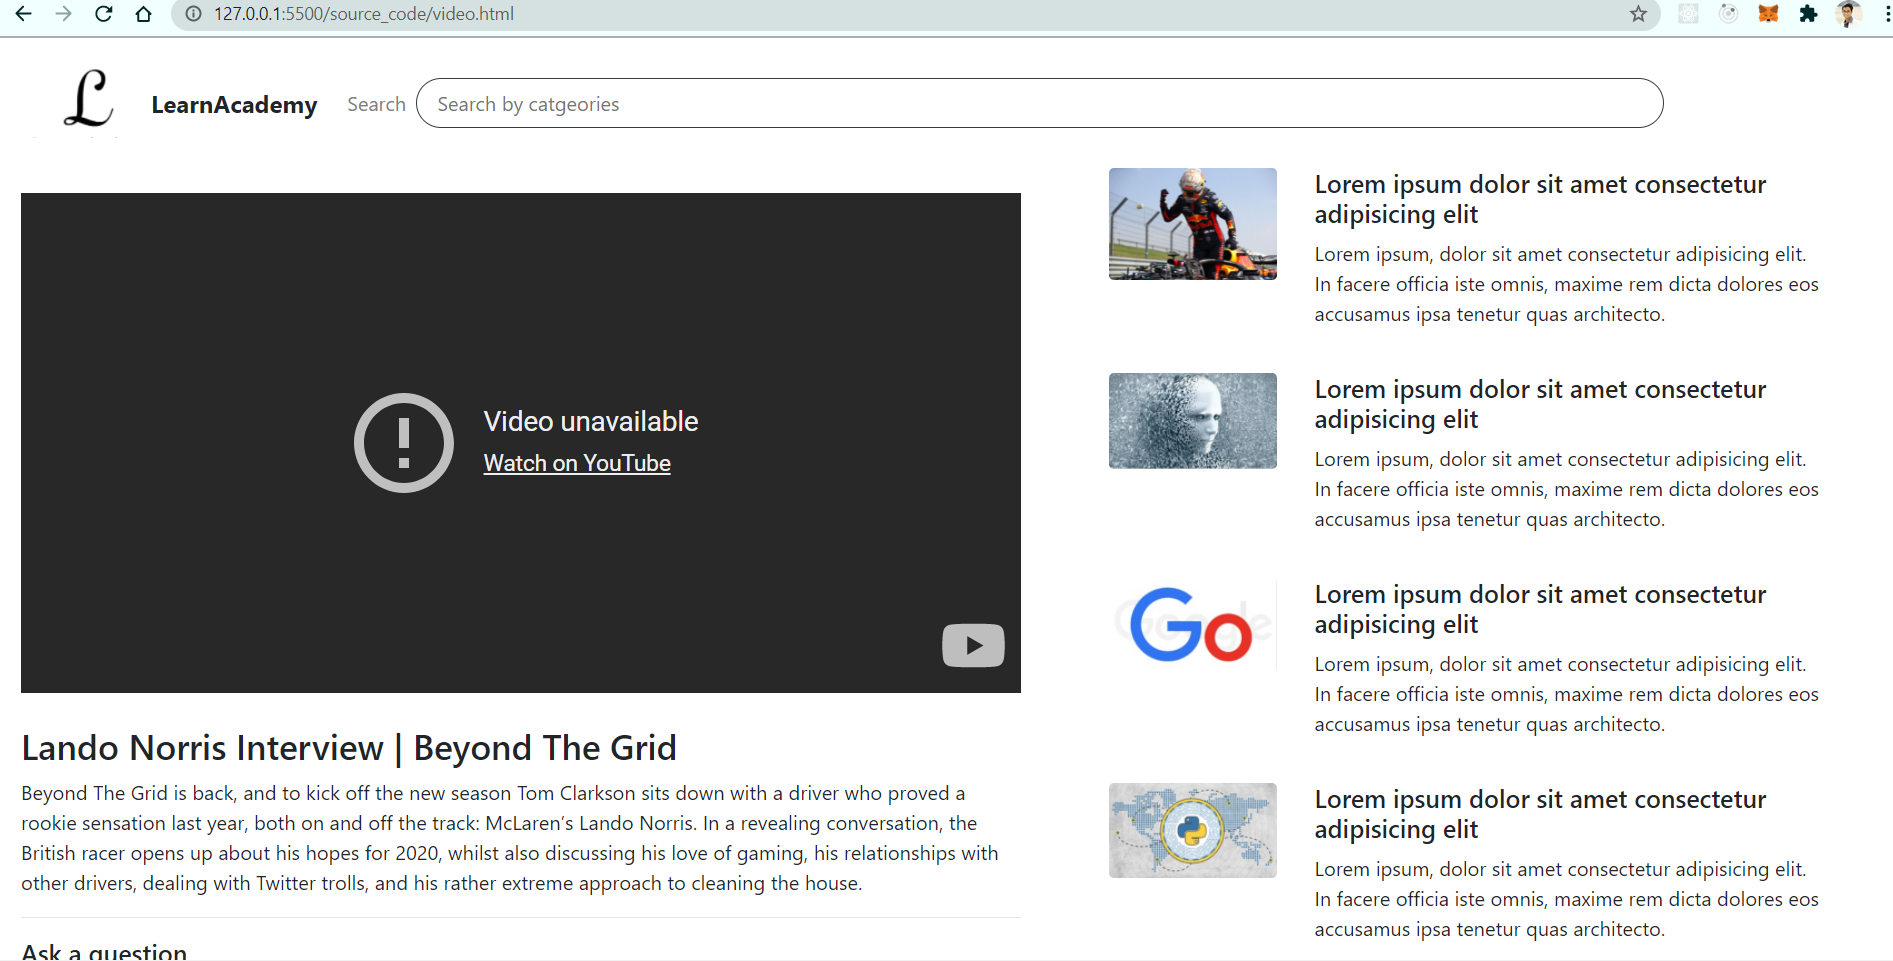 127.0.0.1:5500/source_code/video.html
L
LearnAcademy
Search
Search by catgeories
Video unavailable
Watch on YouTube
Lando Norris Interview | Beyond The Grid
Beyond The Grid is back, and to kick off the new season Tom Clarkson sits down with a driver who proved a
rookie sensation last year, both on and off the track: McLaren’s Lando Norris. In a revealing conversation, the
British racer opens up about his hopes for 2020, whilst also discussing his love of gaming, his relationships with
other drivers, dealing with Twitter trolls, and his rather extreme approach to cleaning the house.
Ask a question
Lorem ipsum dolor sit amet consectetur
adipisicing elit
Lorem ipsum, dolor sit amet consectetur adipisicing elit.
In facere officia iste omnis, maxime rem dicta dolores eos
accusamus ipsa tenetur quas architecto.
Lorem ipsum dolor sit amet consectetur
adipisicing elit
Lorem ipsum, dolor sit amet consectetur adipisicing elit.
In facere officia iste omnis, maxime rem dicta dolores eos
accusamus ipsa tenetur quas architecto.
Google
Go
Lorem ipsum dolor sit amet consectetur
adipisicing elit
Lorem ipsum, dolor sit amet consectetur adipisicing elit.
In facere officia iste omnis, maxime rem dicta dolores eos
accusamus ipsa tenetur quas architecto.
Lorem ipsum dolor sit amet consectetur
adipisicing elit
Lorem ipsum, dolor sit amet consectetur adipisicing elit.
In facere officia iste omnis, maxime rem dicta dolores eos
accusamus ipsa tenetur quas architecto.